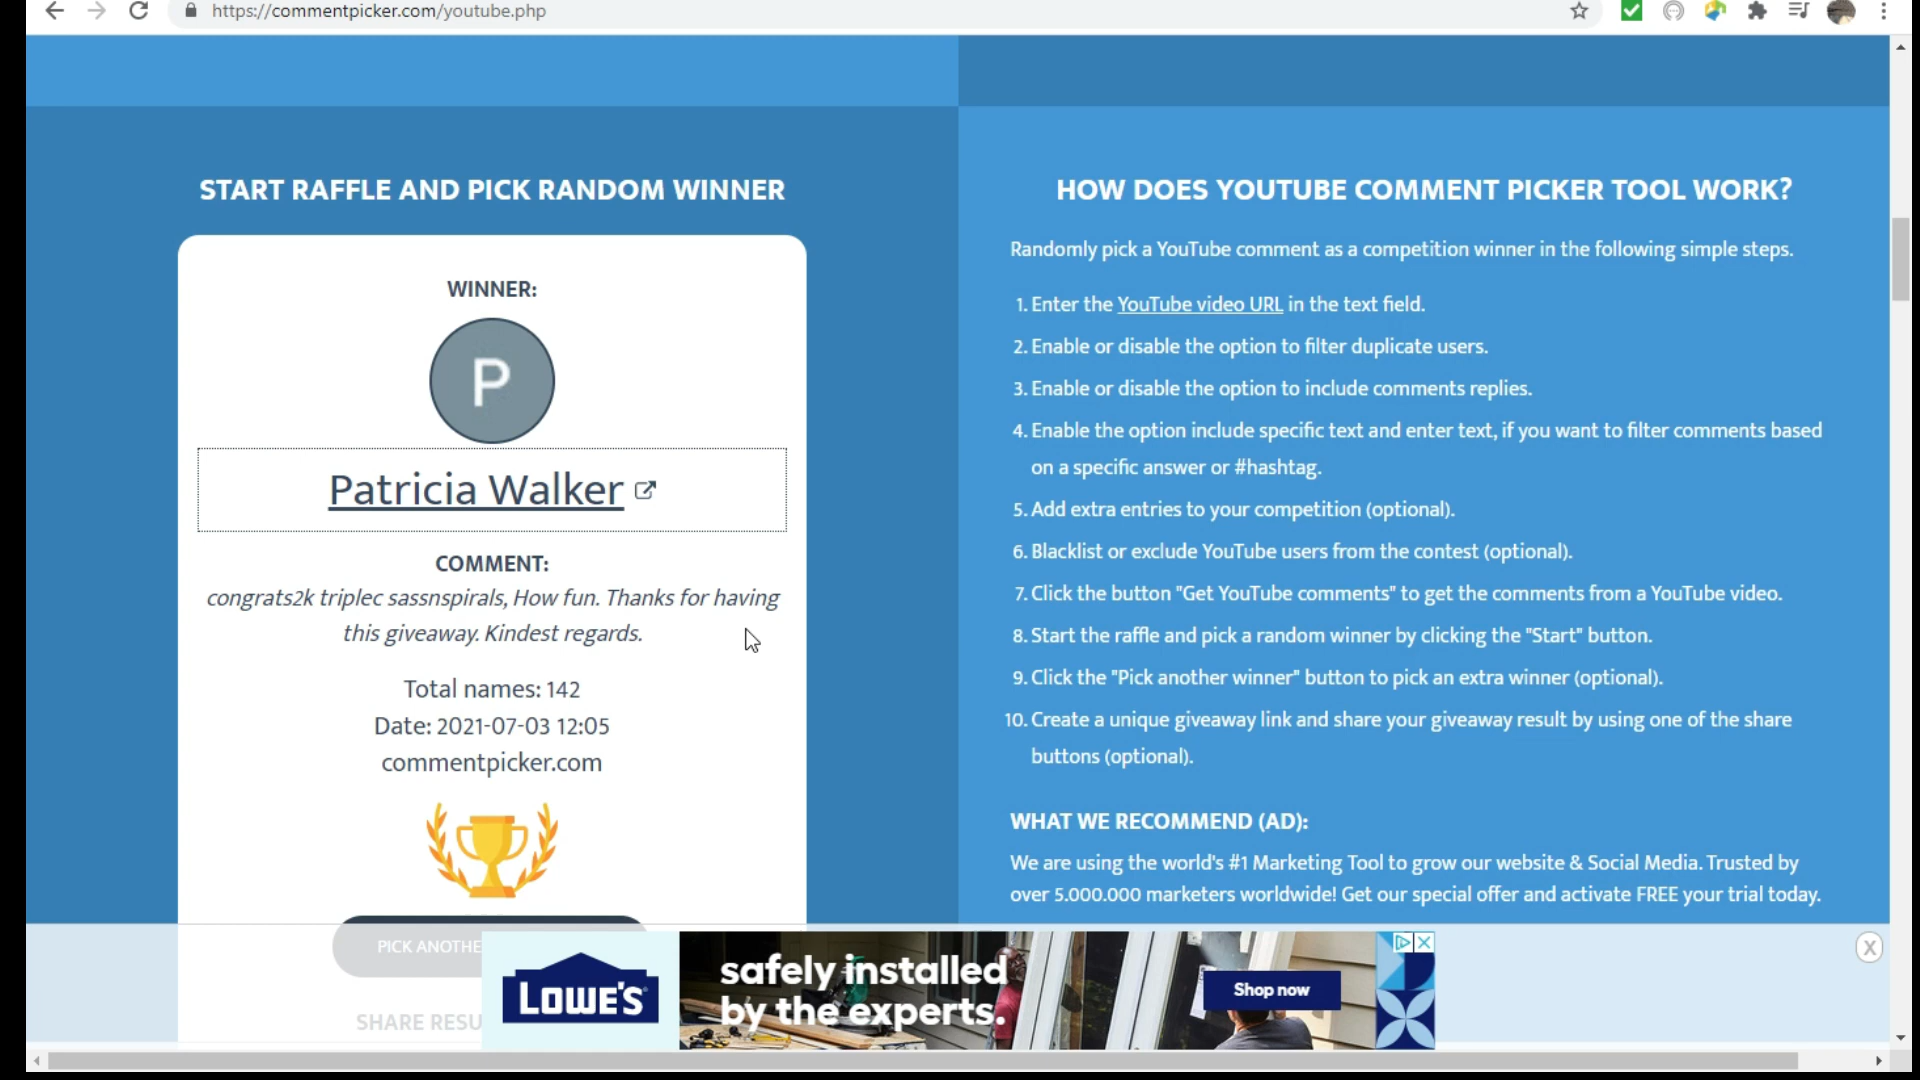 https://commentpicker.com/youtube.php
START RAFFLE AND PICK RANDOM WINNER
WINNER:
P
Patricia Walker
COMMENT:
congrats2k triplec sassnspirals, How fun. Thanks for having
this giveaway. Kindest regards.
Total names: 142
Date: 2021-07-03 12:05
commentpicker.com
PICK ANOTHE
SHARE RESU
HOW DOES YOUTUBE COMMENT PICKER TOOL WORK?
Randomly pick a YouTube comment as a competition winner in the following simple steps.
1. Enter the YouTube video URL in the text field.
2. Enable or disable the option to filter duplicate users.
3. Enable or disable the option to include comments replies.
4. Enable the option include specific text and enter text, if you want to filter comments based
on a specific answer or #hashtag.
5. Add extra entries to your competition (optional).
6. Blacklist or exclude YouTube users from the contest (optional).
7. Click the button "Get YouTube comments" to get the comments from a YouTube video.
8. Start the raffle and pick a random winner by clicking the "Start" button.
9. Click the "Pick another winner" button to pick an extra winner (optional).
10. Create a unique giveaway link and share your giveaway result by using one of the share
buttons (optional).
WHAT WE RECOMMEND (AD):
We are using the world's #1 Marketing Tool to grow our website & Social Media. Trusted by
over 5.000.000 marketers worldwide! Get our special offer and activate FREE your trial today.
LOWE'S
safely installed
by the experts.
Shop now
X